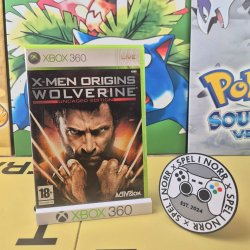 XBOX 360
LIVE
X-MEN ORIGINS
WOLVERINE
UNCAGED EDITION
18+
ACTIVISION
XBOX 360
Pok
SOU
V
SPEL I NORR x SPEL I NORR x
EST. 2024